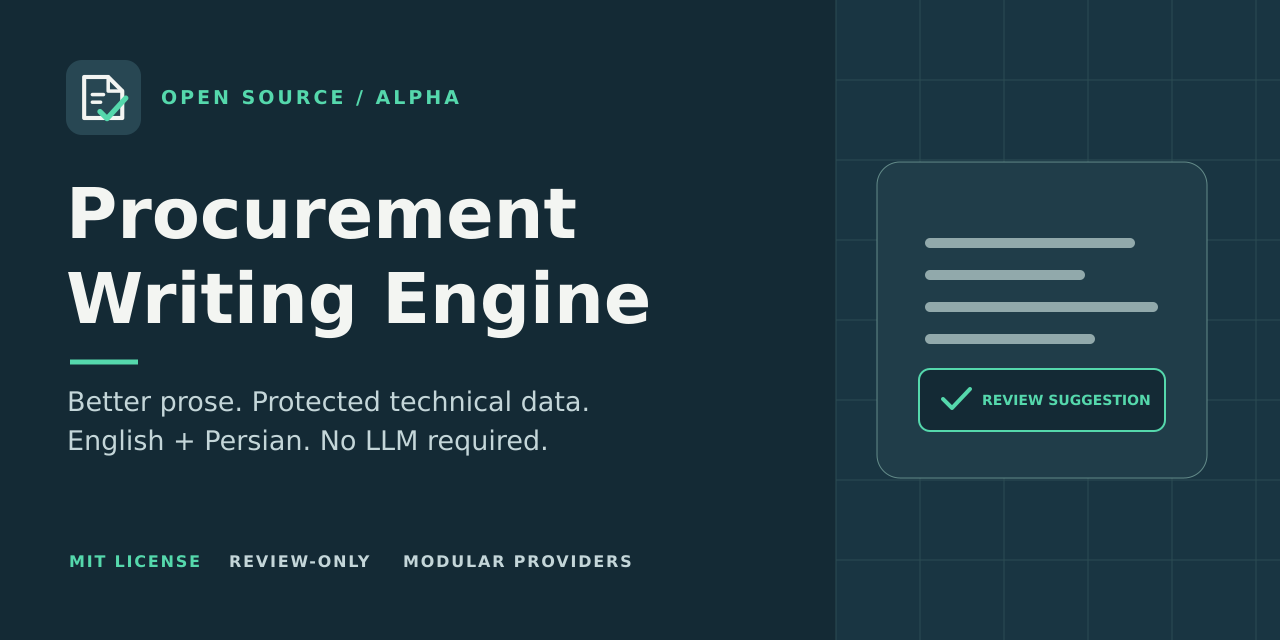 OPEN SOURCE / ALPHA
Procurement
Writing Engine
Better prose. Protected technical data.
English + Persian. No LLM required.
REVIEW SUGGESTION
MIT LICENSE REVIEW-ONLY MODULAR PROVIDERS